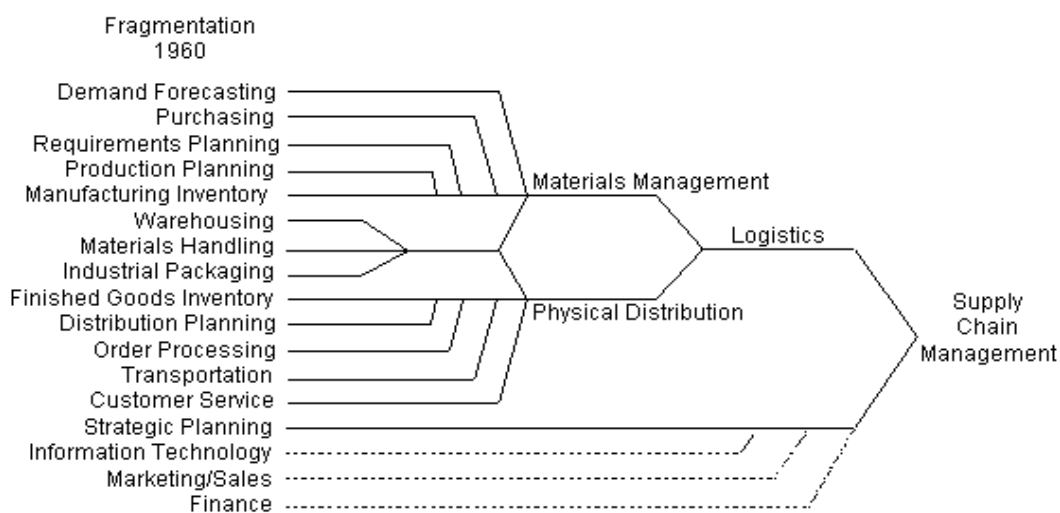 Fragmentation
1960
Demand Forecasting
Purchasing
Requirements Planning
Production Planning
Manufacturing Inventory
Warehousing
Materials Handling
Industrial Packaging
Finished Goods Inventory
Distribution Planning
Order Processing
Transportation
Customer Service
Strategic Planning
Information Technology
Marketing/Sales
Finance
Materials Management
Physical Distribution
Logistics
Supply
Chain
Management